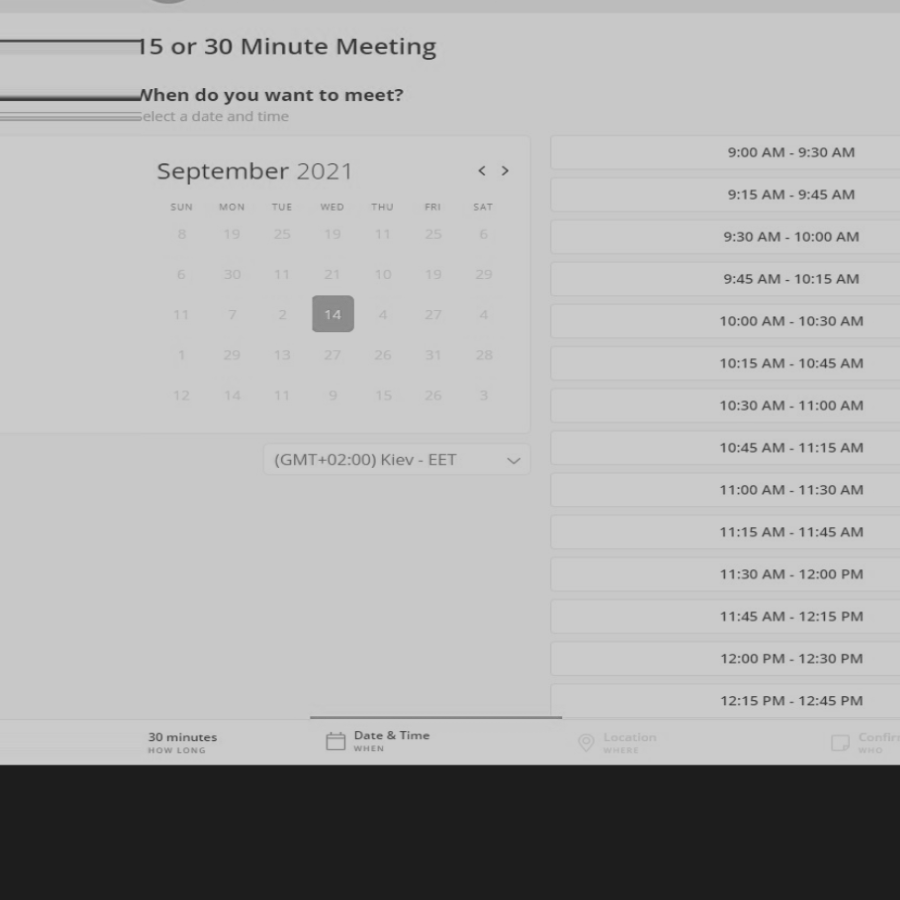 15 or 30 Minute Meeting
When do you want to meet?
elect a date and time
September 2021
SUN MON TUE WED THU FRI SAT
8 19 25 19 11 25 6
6 30 11 21 10 19 29
11 7 2 14 4 27 4
1 29 13 27 26 31 28
12 14 11 9 15 26 3
(GMT+02:00) Kiev - EET
9:00 AM - 9:30 AM
9:15 AM - 9:45 AM
9:30 AM - 10:00 AM
9:45 AM - 10:15 AM
10:00 AM - 10:30 AM
10:15 AM - 10:45 AM
10:30 AM - 11:00 AM
10:45 AM - 11:15 AM
11:00 AM - 11:30 AM
11:15 AM - 11:45 AM
11:30 AM - 12:00 PM
11:45 AM - 12:15 PM
12:00 PM - 12:30 PM
12:15 PM - 12:45 PM
30 minutes
HOW LONG
Date & Time
WHEN
Location
WHERE
Confir
WHO